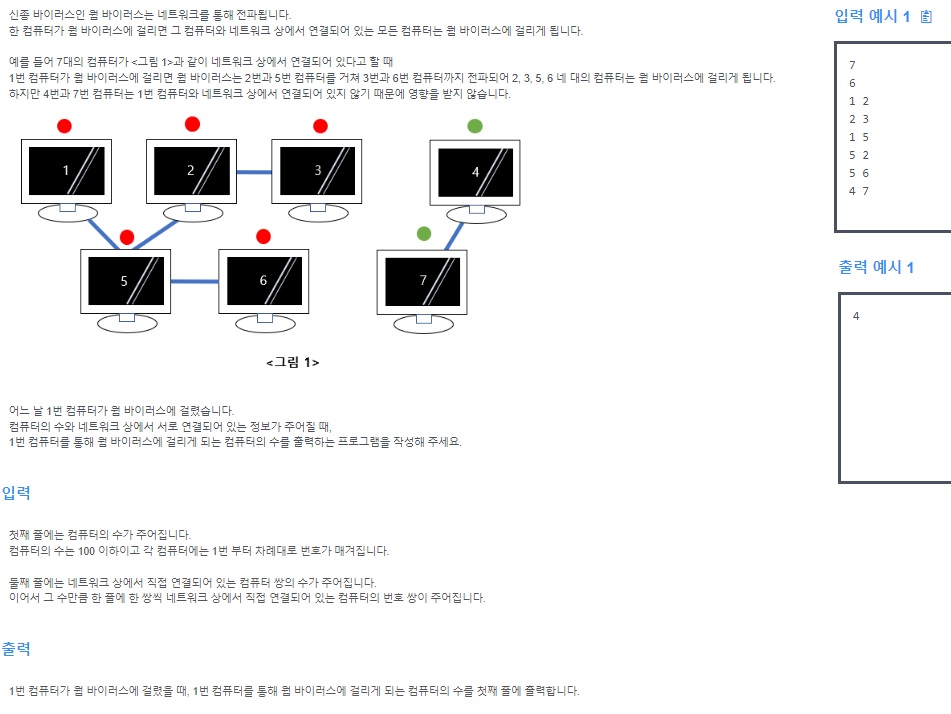 신종 바이러스인 웜 바이러스는 네트워크를 통해 전파됩니다.
한 컴퓨터가 웜 바이러스에 걸리면 그 컴퓨터와 네트워크 상에서 연결되어 있는 모든 컴퓨터는 웜 바이러스에 걸리게 됩니다.
예를 들어 7대의 컴퓨터가 <그림 1>과 같이 네트워크 상에서 연결되어 있다고 할 때
1번 컴퓨터가 웜 바이러스에 걸리면 웜 바이러스는 2번과 5번 컴퓨터를 거쳐 3번과 6번 컴퓨터까지 전파되어 2, 3, 5, 6 네 대의 컴퓨터는 웜 바이러스에 걸리게 됩니다.
하지만 4번과 7번 컴퓨터는 1번 컴퓨터와 네트워크 상에서 연결되어 있지 않기 때문에 영향을 받지 않습니다.
1
2
3
4
5
6
7
<그림 1>
어느 날 1번 컴퓨터가 웜 바이러스에 걸렸습니다.
컴퓨터의 수와 네트워크 상에서 서로 연결되어 있는 정보가 주어질 때,
1번 컴퓨터를 통해 웜 바이러스에 걸리게 되는 컴퓨터의 수를 출력하는 프로그램을 작성해 주세요.
입력
첫째 줄에는 컴퓨터의 수가 주어집니다.
컴퓨터의 수는 100 이하이고 각 컴퓨터에는 1번 부터 차례대로 번호가 매겨집니다.
둘째 줄에는 네트워크 상에서 직접 연결되어 있는 컴퓨터 쌍의 수가 주어집니다.
이어서 그 수만큼 한 줄에 한 쌍씩 네트워크 상에서 직접 연결되어 있는 컴퓨터의 번호 쌍이 주어집니다.
출력
1번 컴퓨터가 웜 바이러스에 걸렸을 때, 1번 컴퓨터를 통해 웜 바이러스에 걸리게 되는 컴퓨터의 수를 첫째 줄에 출력합니다.
입력 예시 1
7
6
1 2
2 3
1 5
5 2
5 6
4 7
출력 예시 1
4